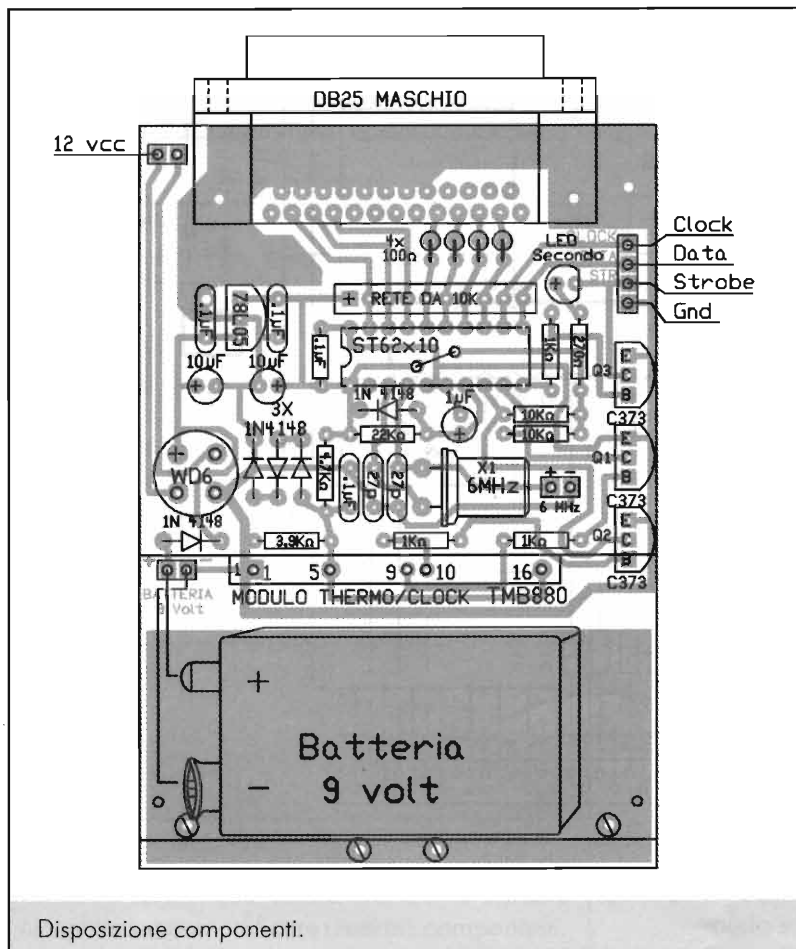 DB25 MASCHIO
12 vcc
CLOCK
Clock
Data
STR
Strobe
Gnd
4x
100Ω
LED
Secondo
+ RETE DA 10K
.1µF
78L05
.1µF
.1µF
ST62x10
1KΩ
270Ω
10µF
10µF
Q3
E
C
B
C373
3X
1N4148
1N 4148
1µF
22KΩ
10KΩ
10KΩ
4.7KΩ
WD6
.1µF
27p
27p
X1
6MHz
+ -
6 MHz
Q1
E
C
B
C373
1N 4148
3.9KΩ
1KΩ
1KΩ
Q2
E
C
B
C373
+ -
1 1 5 9 10 16
BATTERIA
9 Volt
MODULO THERMO/CLOCK TMB880
+
Batteria
- 9 volt
Disposizione componenti.